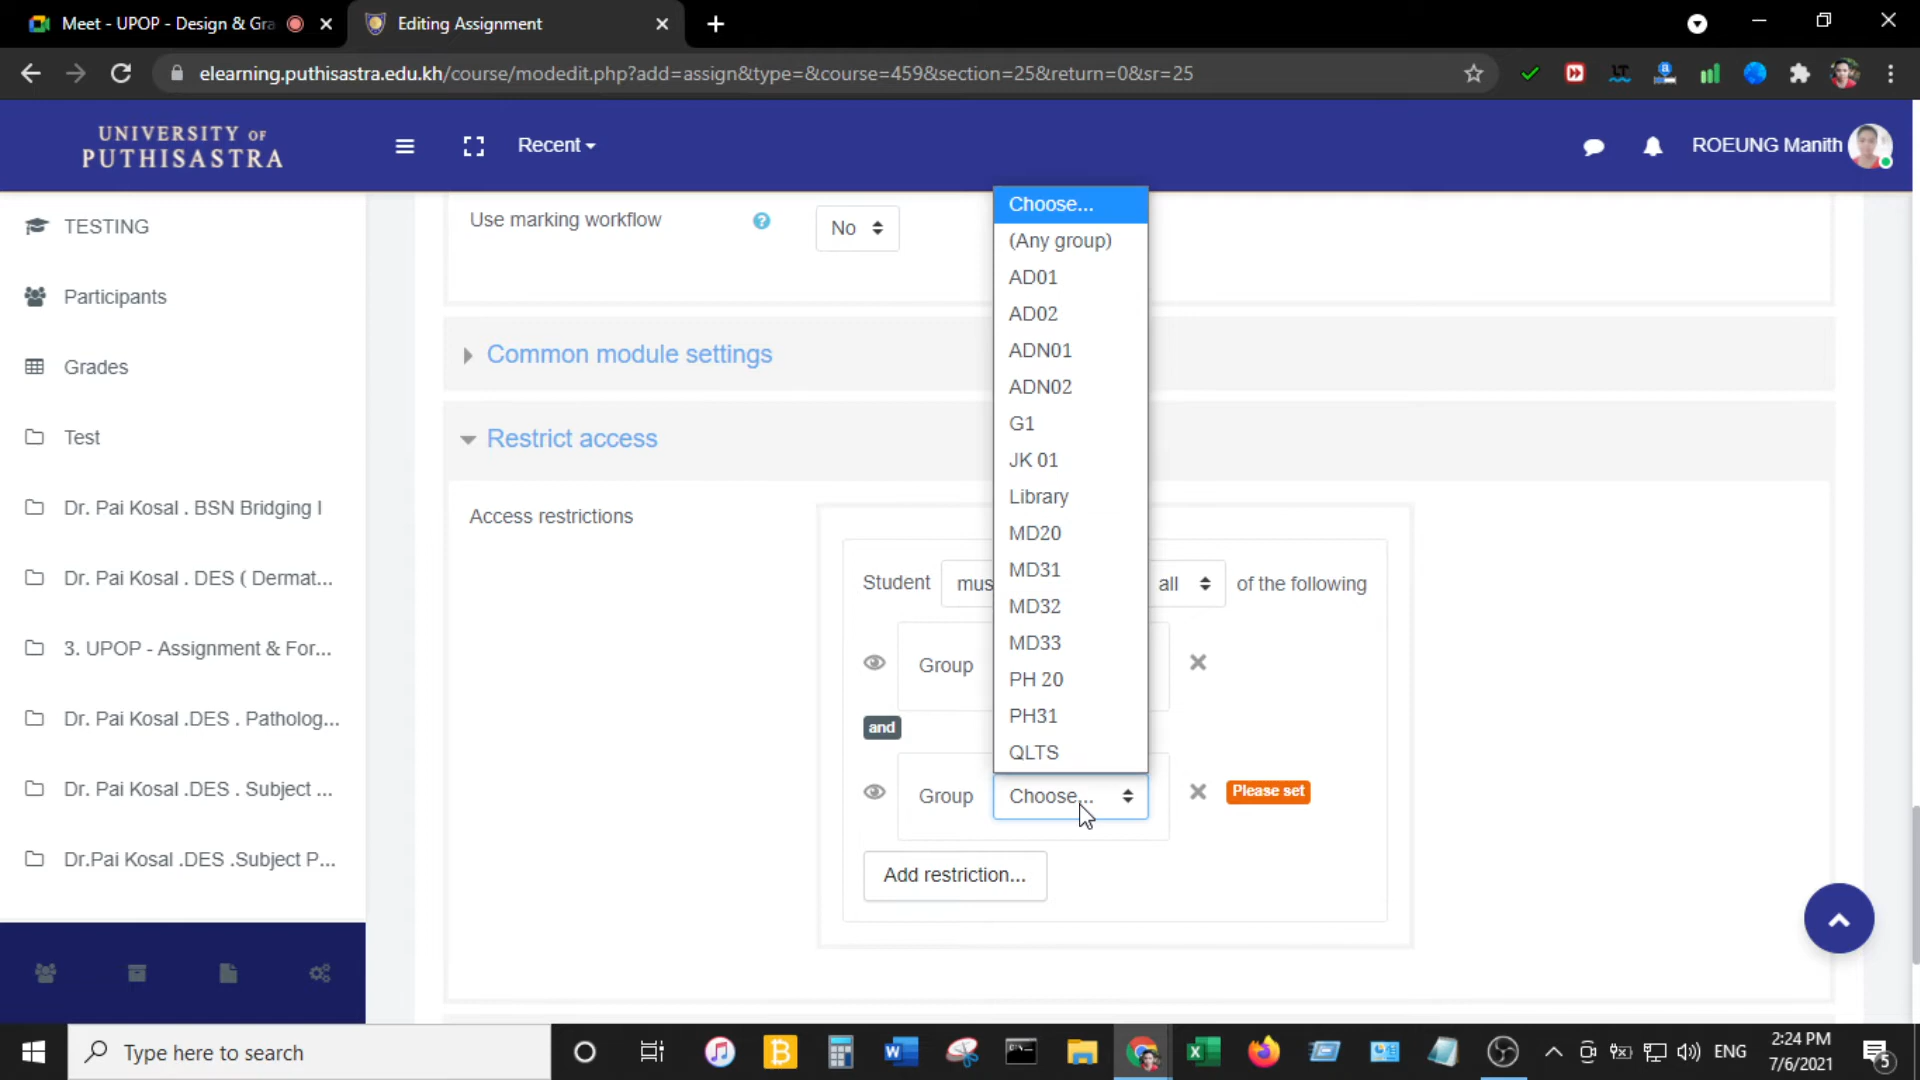 Meet - UPOP - Design & Gra
Editing Assignment
elearning.puthisastra.edu.kh/course/modedit.php?add=assign&type=&course=459&section=25&return=0&sr=25
UNIVERSITY OF
PUTHISASTRA
Recent
ROEUNG Manith
TESTING
Participants
Grades
Test
Dr. Pai Kosal . BSN Bridging I
Dr. Pai Kosal . DES ( Dermat...
3. UPOP - Assignment & For...
Dr. Pai Kosal .DES . Patholog...
Dr. Pai Kosal .DES . Subject ...
Dr.Pai Kosal .DES .Subject P...
Use marking workflow
No
Common module settings
Restrict access
Access restrictions
Student
mus
all
of the following
Group
and
Group
Choose...
Please set
Add restriction...
Choose...
(Any group)
AD01
AD02
ADN01
ADN02
G1
JK 01
Library
MD20
MD31
MD32
MD33
PH 20
PH31
QLTS
Type here to search
ENG
2:24 PM
7/6/2021
5